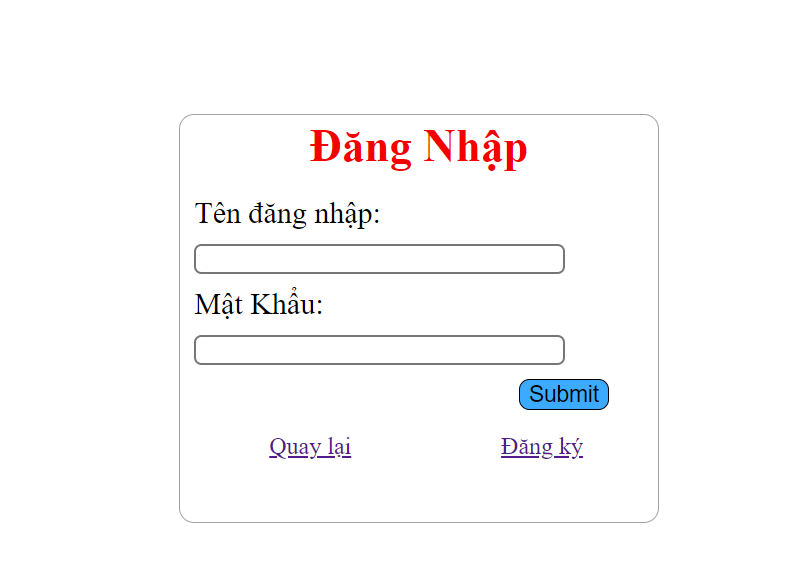 Đăng Nhập
Tên đăng nhập:
Mật Khẩu:
Submit
Quay lại Đăng ký